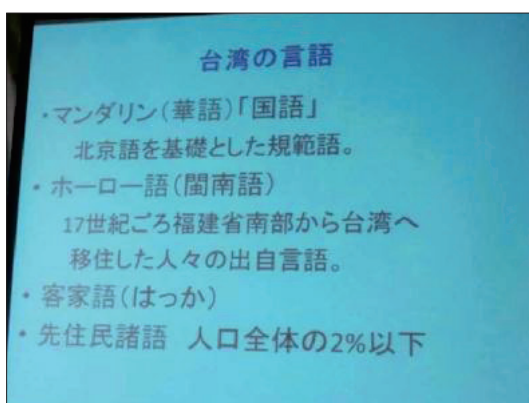 台湾の言語
・マンダリン(華語)「国語」
北京語を基礎とした規範語。
・ホーロー語(閩南語)
17世紀ごろ福建省南部から台湾へ
移住した人々の出自言語。
・客家語(はっか)
・先住民諸語 人口全体の2%以下